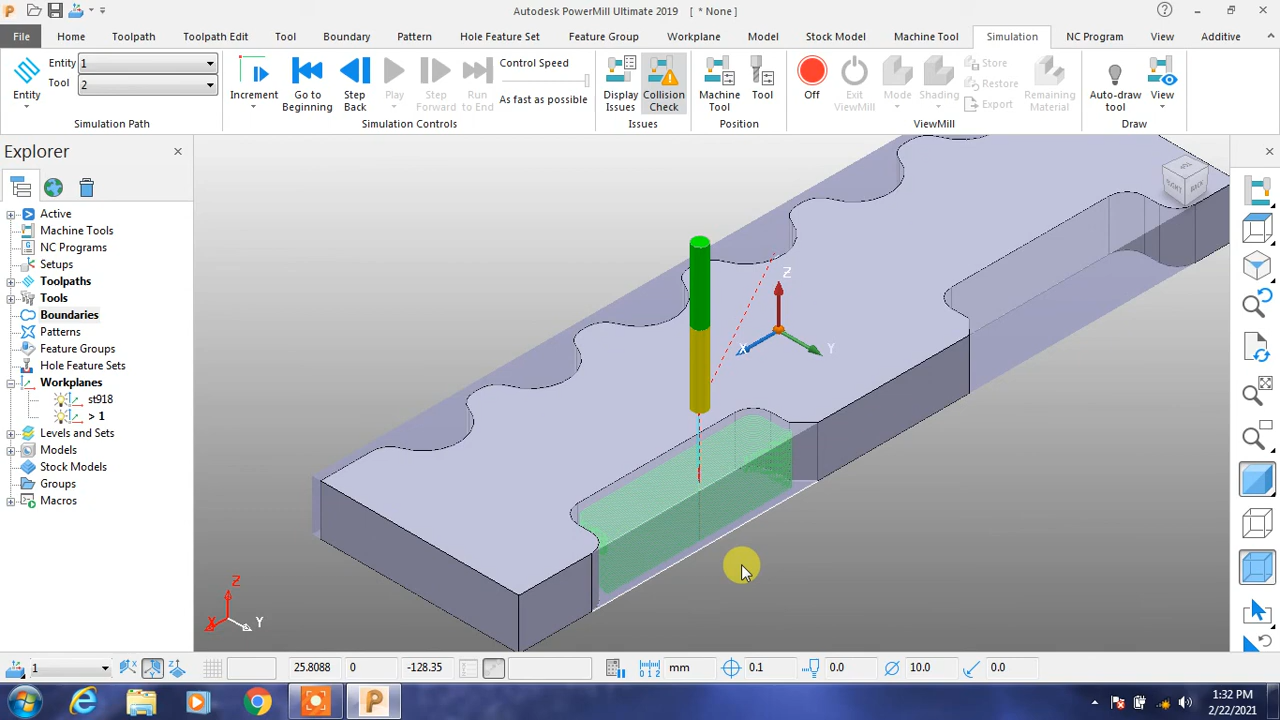 Autodesk PowerMill Ultimate 2019 [ * None ]
File Home Toolpath Toolpath Edit Tool Boundary Pattern Hole Feature Set Feature Group Workplane Model Stock Model Machine Tool Simulation NC Program View Additive
Entity 1
Tool 2
Entity
Simulation Path
Increment
Beginning
Step Back
Play
Step Forward
Run to End
Control Speed
As fast as possible
Simulation Controls
Display Issues
Collision Check
Issues
Machine Tool
Tool
Position
Off
Exit ViewMill
Mode
Shading
Store
Restore
Export
Remaining Material
ViewMill
Auto-draw tool
View
Draw
Explorer
Active
Machine Tools
NC Programs
Setups
Toolpaths
Tools
Boundaries
Patterns
Feature Groups
Hole Feature Sets
Workplanes
st918
> 1
Levels and Sets
Models
Stock Models
Groups
Macros
Z
X
Y
Z
X
Y
1
25.8088
0
-128.35
mm
0.1
0.0
10.0
0.0
1:32 PM
2/22/2021